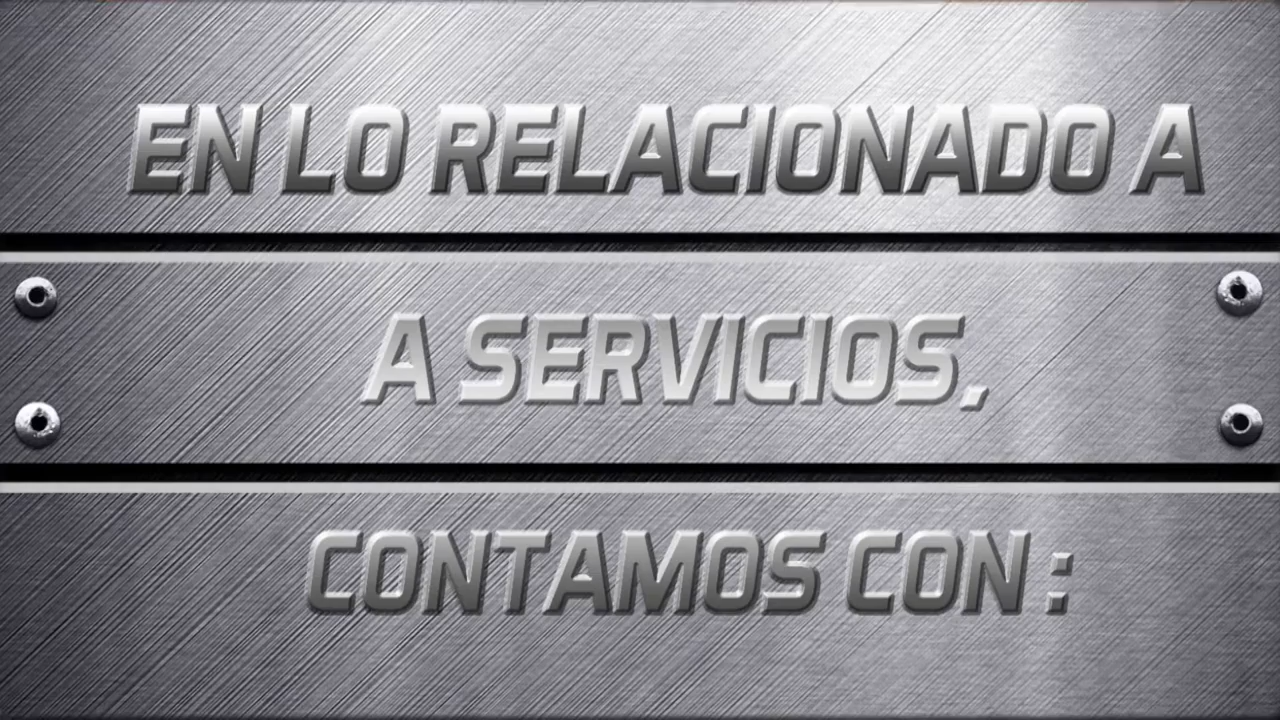 EN LO RELACIONADO A
A SERVICIOS,
CONTAMOS CON :